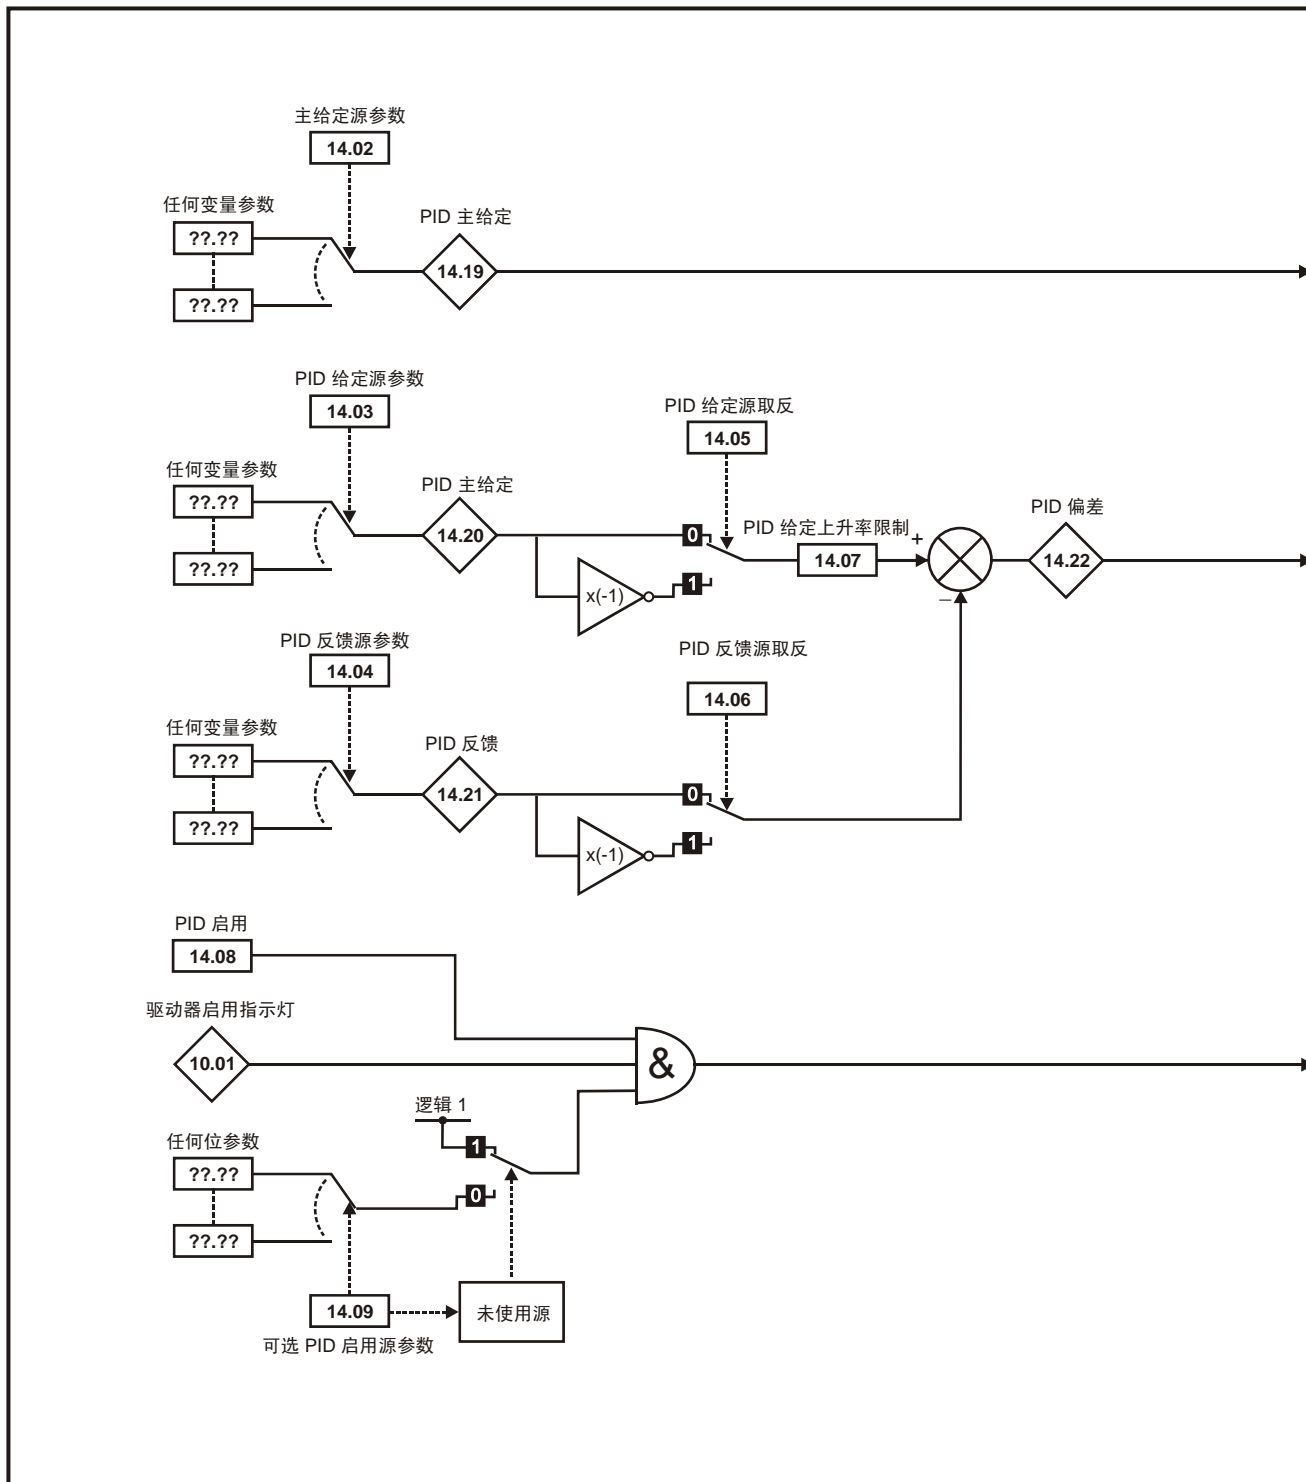 主给定源参数
14.02
任何变量参数
??.??
PID 主给定
14.19
??.??
PID 给定源参数
14.03
PID 给定源取反
14.05
任何变量参数
??.??
PID 主给定
14.20
0
PID 给定上升率限制
14.07
+
PID 偏差
14.22
??.??
x(-1)
1
–
PID 反馈源参数
14.04
PID 反馈源取反
14.06
任何变量参数
??.??
PID 反馈
14.21
0
??.??
x(-1)
1
PID 启用
14.08
驱动器启用指示灯
10.01
&
逻辑 1
1
任何位参数
??.??
0
??.??
14.09
未使用源
可选 PID 启用源参数